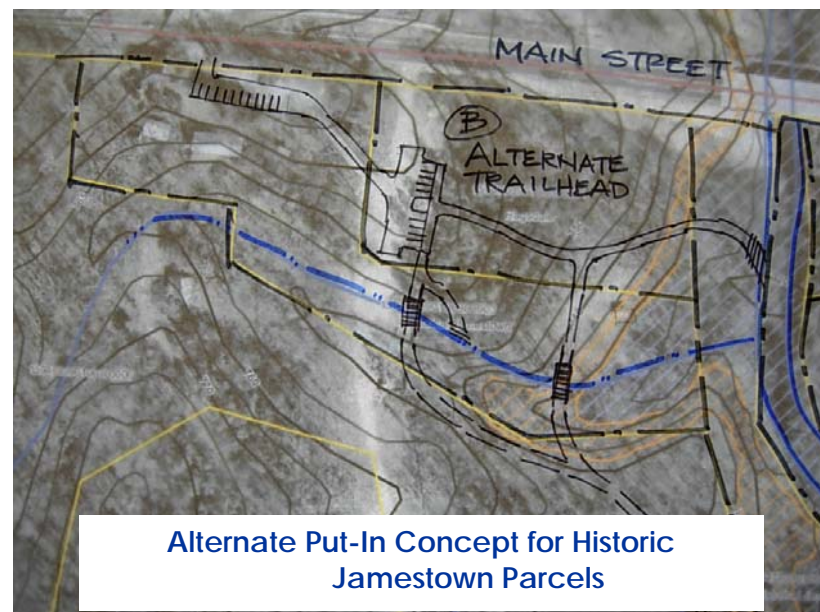 MAIN STREET
B
ALTERNATE
TRAILHEAD
Alternate Put-In Concept for Historic
Jamestown Parcels